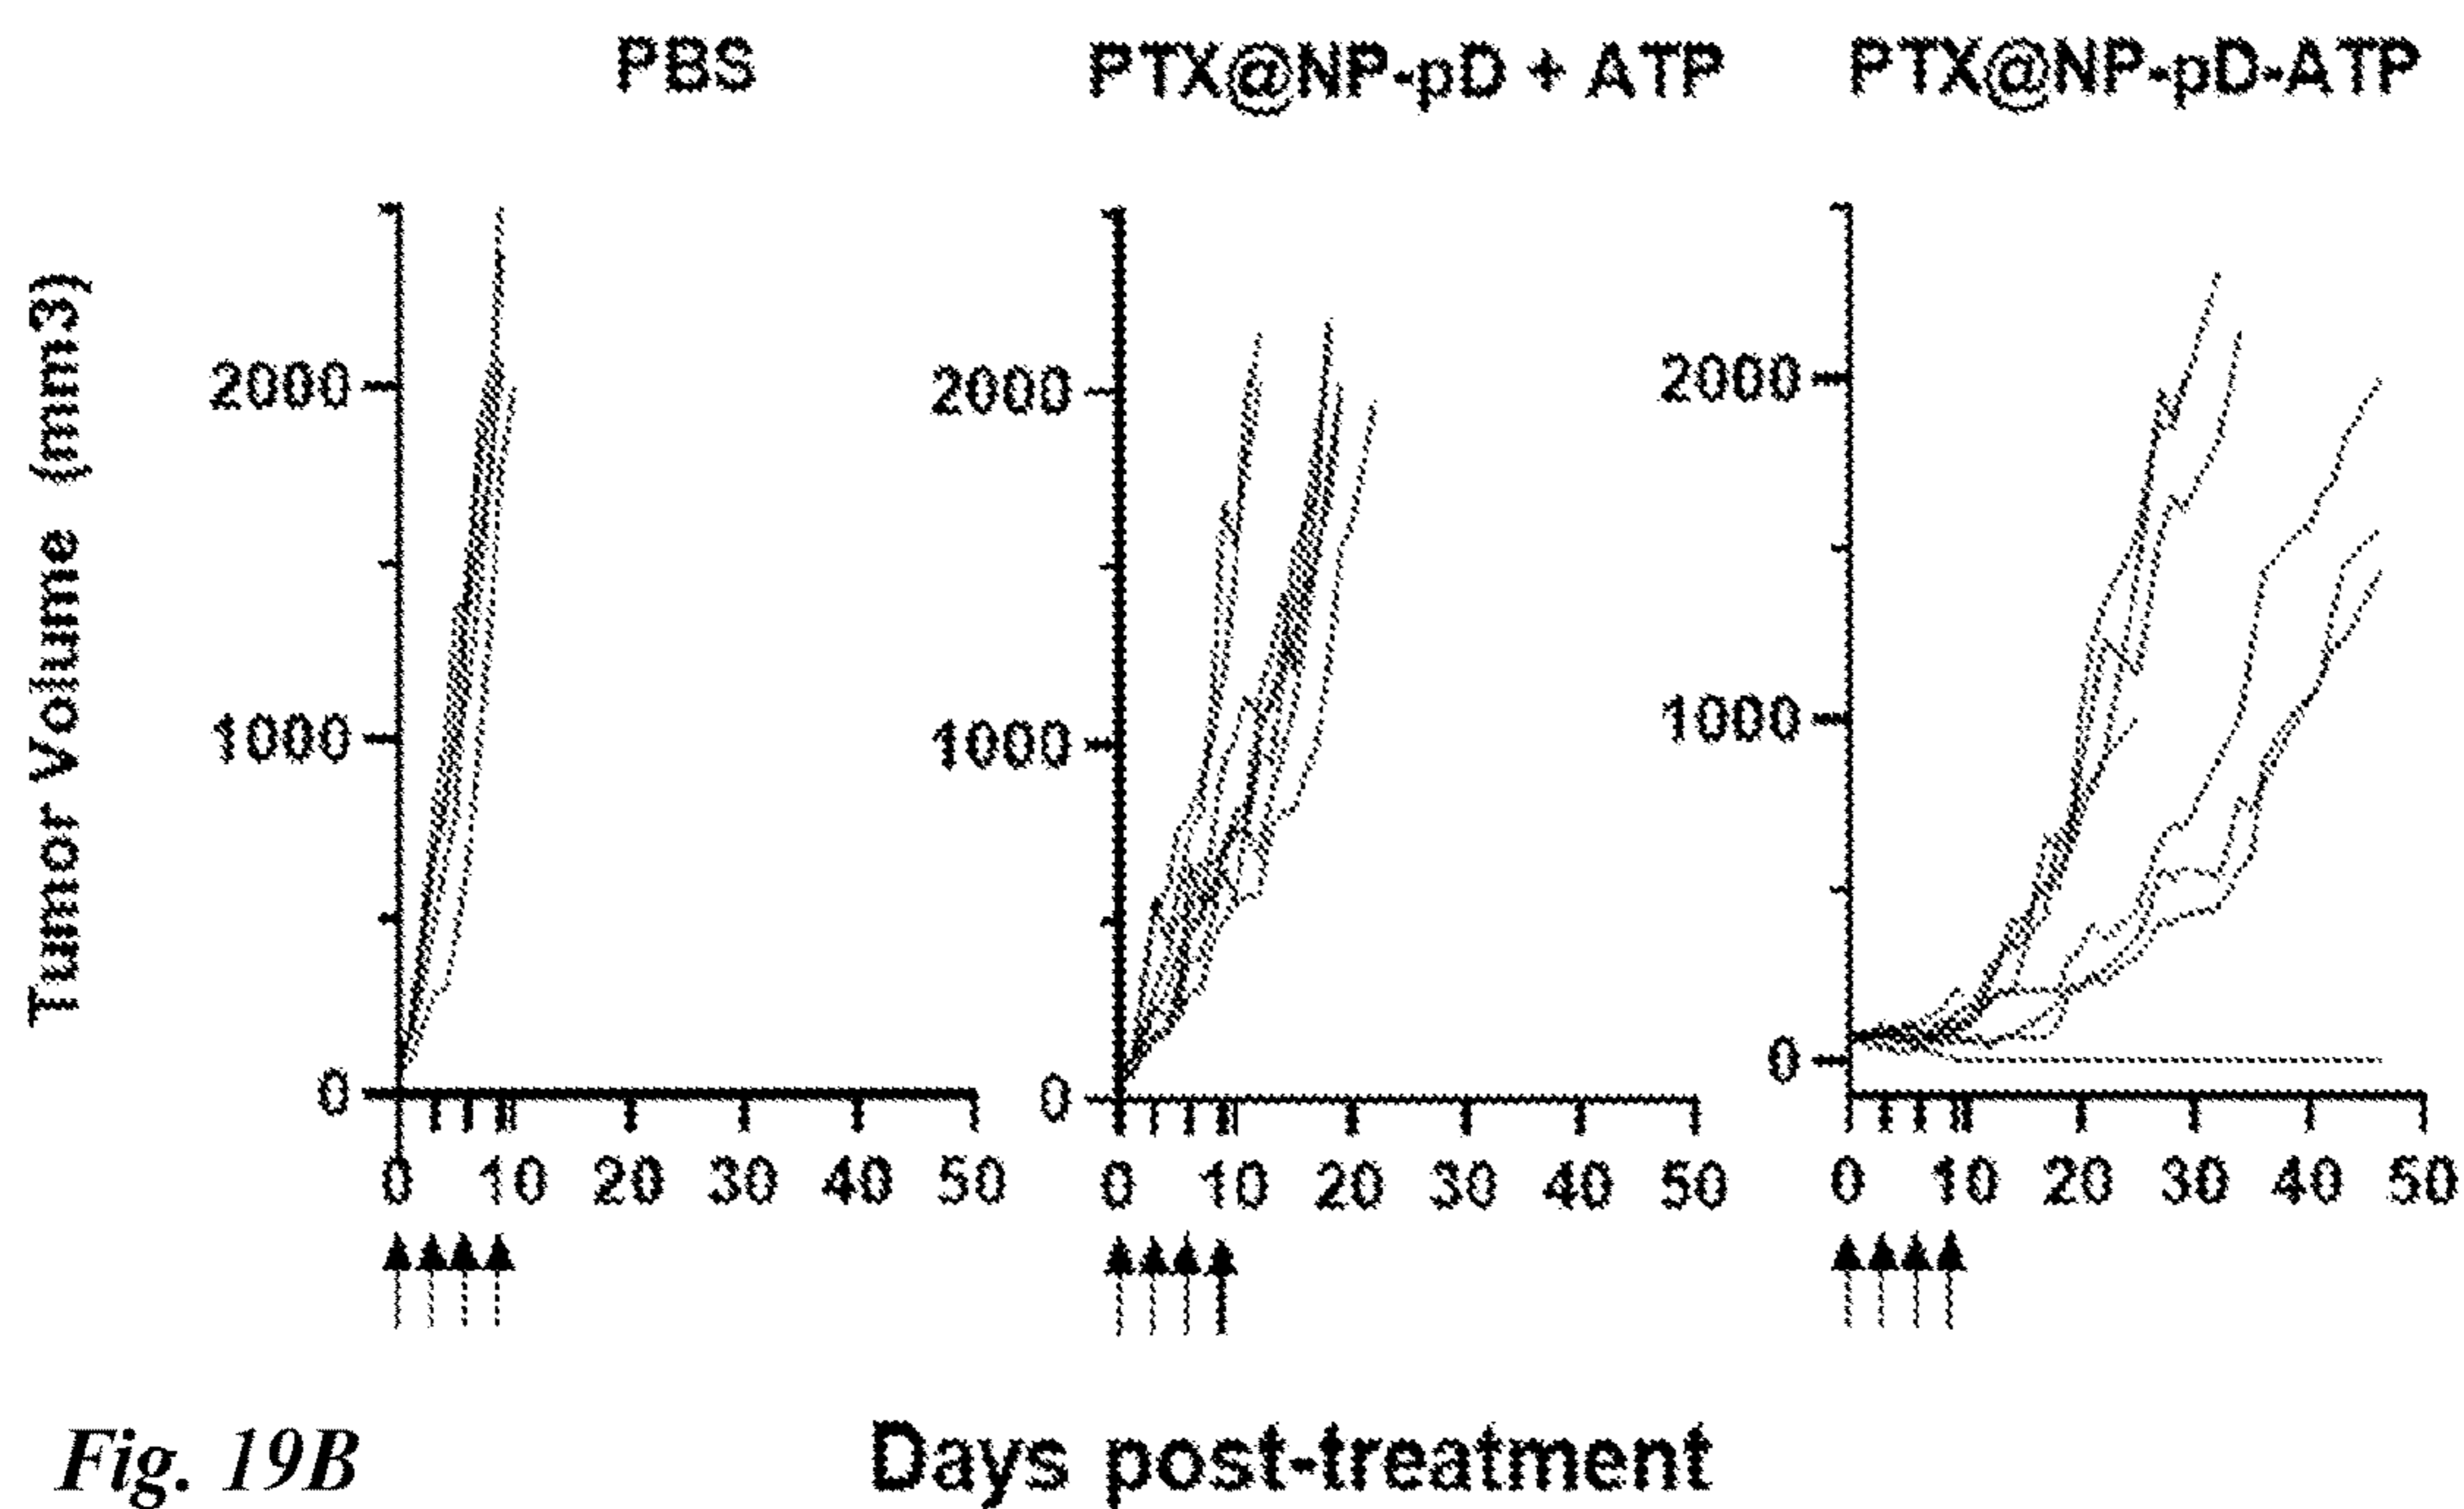 PBS PTX@NP-pD + ATP PTX@NP-pD-ATP
Tumor Volume (mm3)
2000 2000 2000
1000 1000 1000
0 0 0
0 10 20 30 40 50 0 10 20 30 40 50 0 10 20 30 40 50
Fig. 19B Days post-treatment